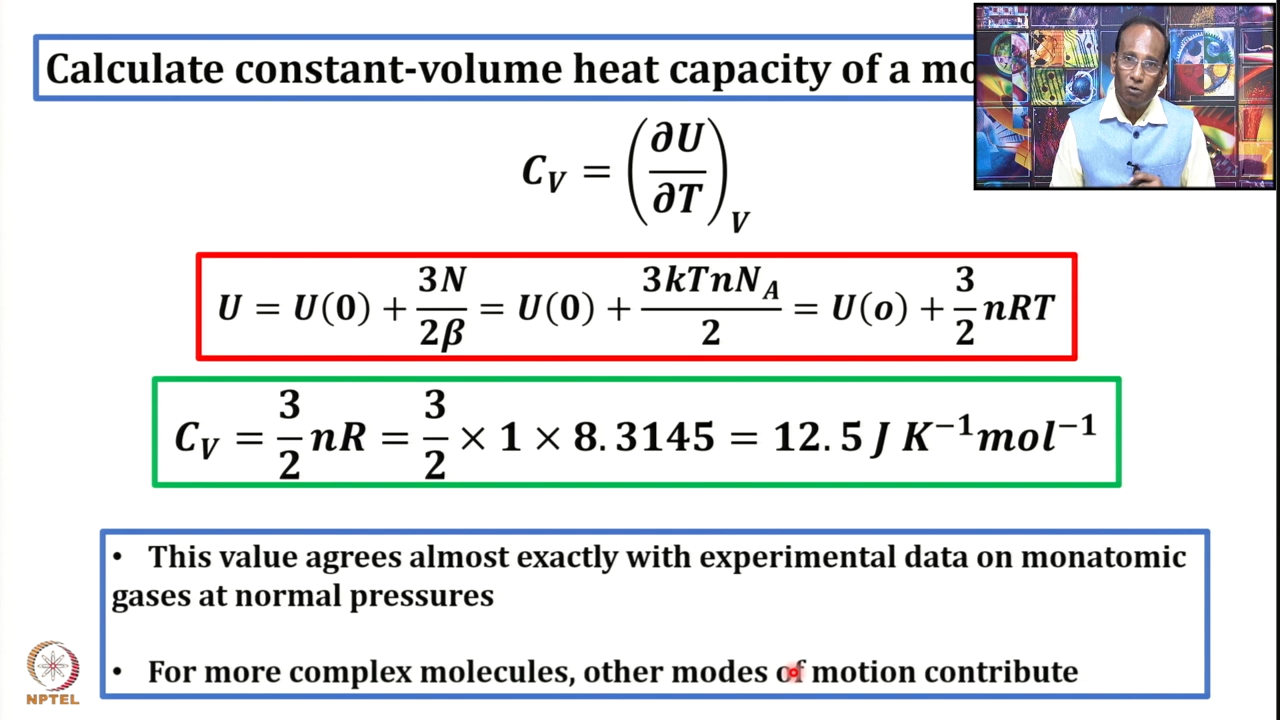 Calculate constant-volume heat capacity of a mo
C_V = (∂U/∂T)_V
U = U(0) + 3N/2β = U(0) + 3kTnN_A/2 = U(o) + 3/2 nRT
C_V = 3/2 nR = 3/2 × 1 × 8.3145 = 12.5 J K⁻¹mol⁻¹
• This value agrees almost exactly with experimental data on monatomic
gases at normal pressures
• For more complex molecules, other modes of motion contribute
NPTEL